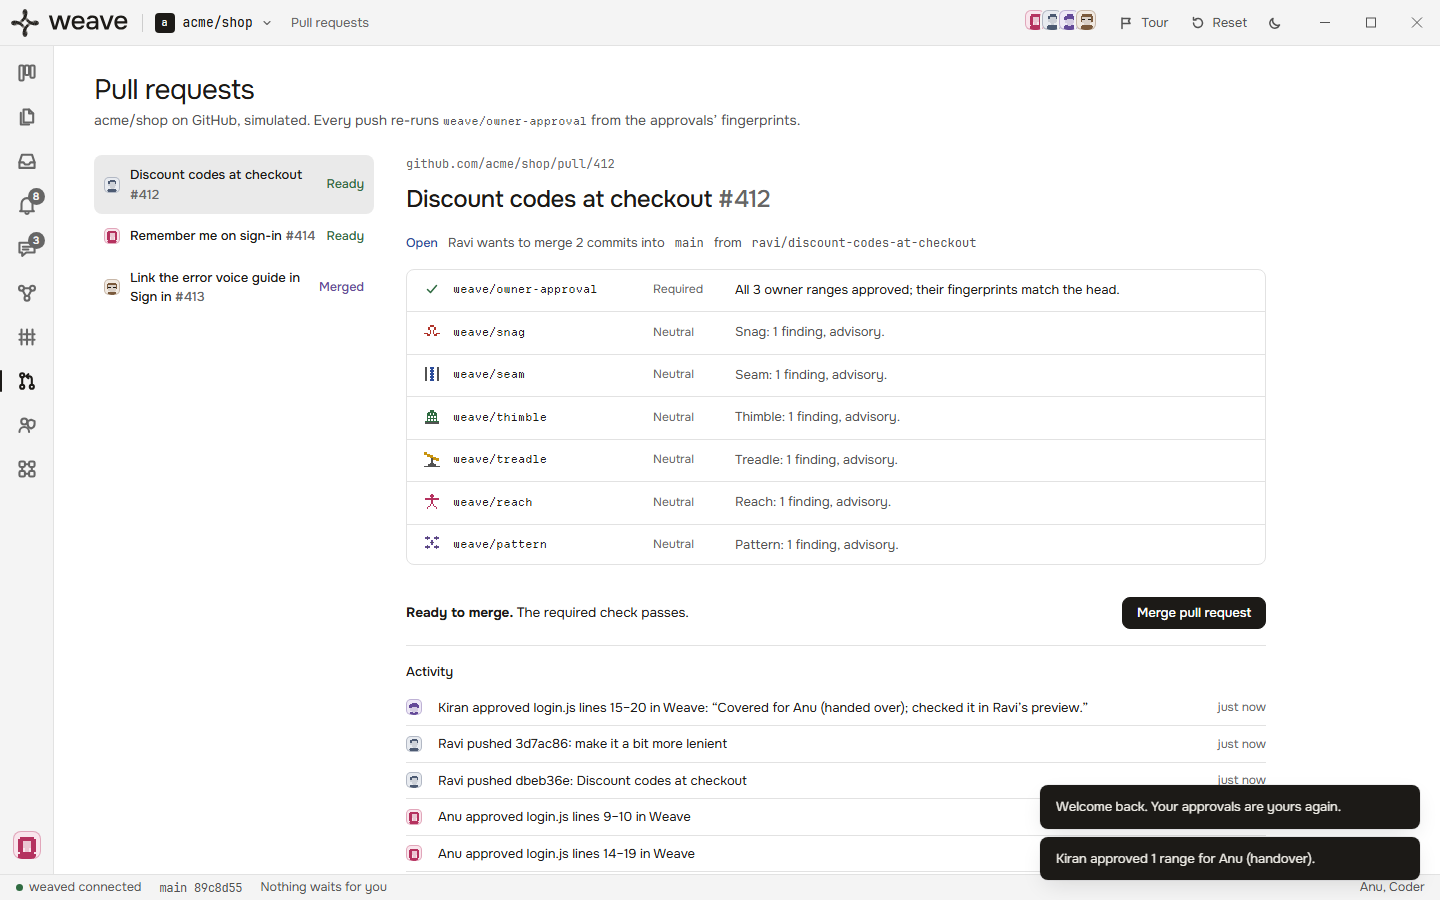 weave
a acme/shop
Pull requests
Tour
Reset
Pull requests
acme/shop on GitHub, simulated. Every push re-runs weave/owner-approval from the approvals’ fingerprints.
8
3
Discount codes at checkout
#412
Ready
Remember me on sign-in #414
Ready
Link the error voice guide in
Sign in #413
Merged
github.com/acme/shop/pull/412
Discount codes at checkout #412
Open Ravi wants to merge 2 commits into main from ravi/discount-codes-at-checkout
weave/owner-approval Required All 3 owner ranges approved; their fingerprints match the head.
weave/snag Neutral Snag: 1 finding, advisory.
weave/seam Neutral Seam: 1 finding, advisory.
weave/thimble Neutral Thimble: 1 finding, advisory.
weave/treadle Neutral Treadle: 1 finding, advisory.
weave/reach Neutral Reach: 1 finding, advisory.
weave/pattern Neutral Pattern: 1 finding, advisory.
Ready to merge. The required check passes.
Merge pull request
Activity
Kiran approved login.js lines 15–20 in Weave: “Covered for Anu (handed over); checked it in Ravi’s preview.” just now
Ravi pushed 3d7ac86: make it a bit more lenient just now
Ravi pushed dbeb36e: Discount codes at checkout just now
Anu approved login.js lines 9–10 in Weave
Anu approved login.js lines 14–19 in Weave
Welcome back. Your approvals are yours again.
Kiran approved 1 range for Anu (handover).
weaved connected main 89c8d55 Nothing waits for you
Anu, Coder